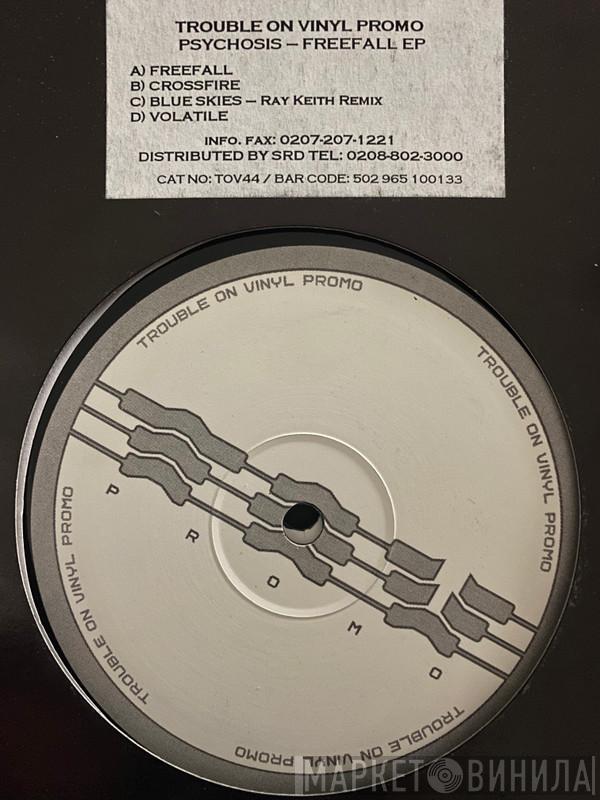 TROUBLE ON VINYL PROMO
PSYCHOSIS – FREEFALL EP
A) FREEFALL
B) CROSSFIRE
C) BLUE SKIES – RAY KEITH REMIX
D) VOLATILE
INFO. FAX: 0207-207-1221
DISTRIBUTED BY SRD TEL: 0208-802-3000
CAT NO: TOV44 / BAR CODE: 502 965 100133
TROUBLE ON VINYL PROMO
TROUBLE ON VINYL PROMO
TROUBLE ON VINYL PROMO
TROUBLE ON VINYL PROMO
PROMO
МАРКЕТ ВИНИЛА